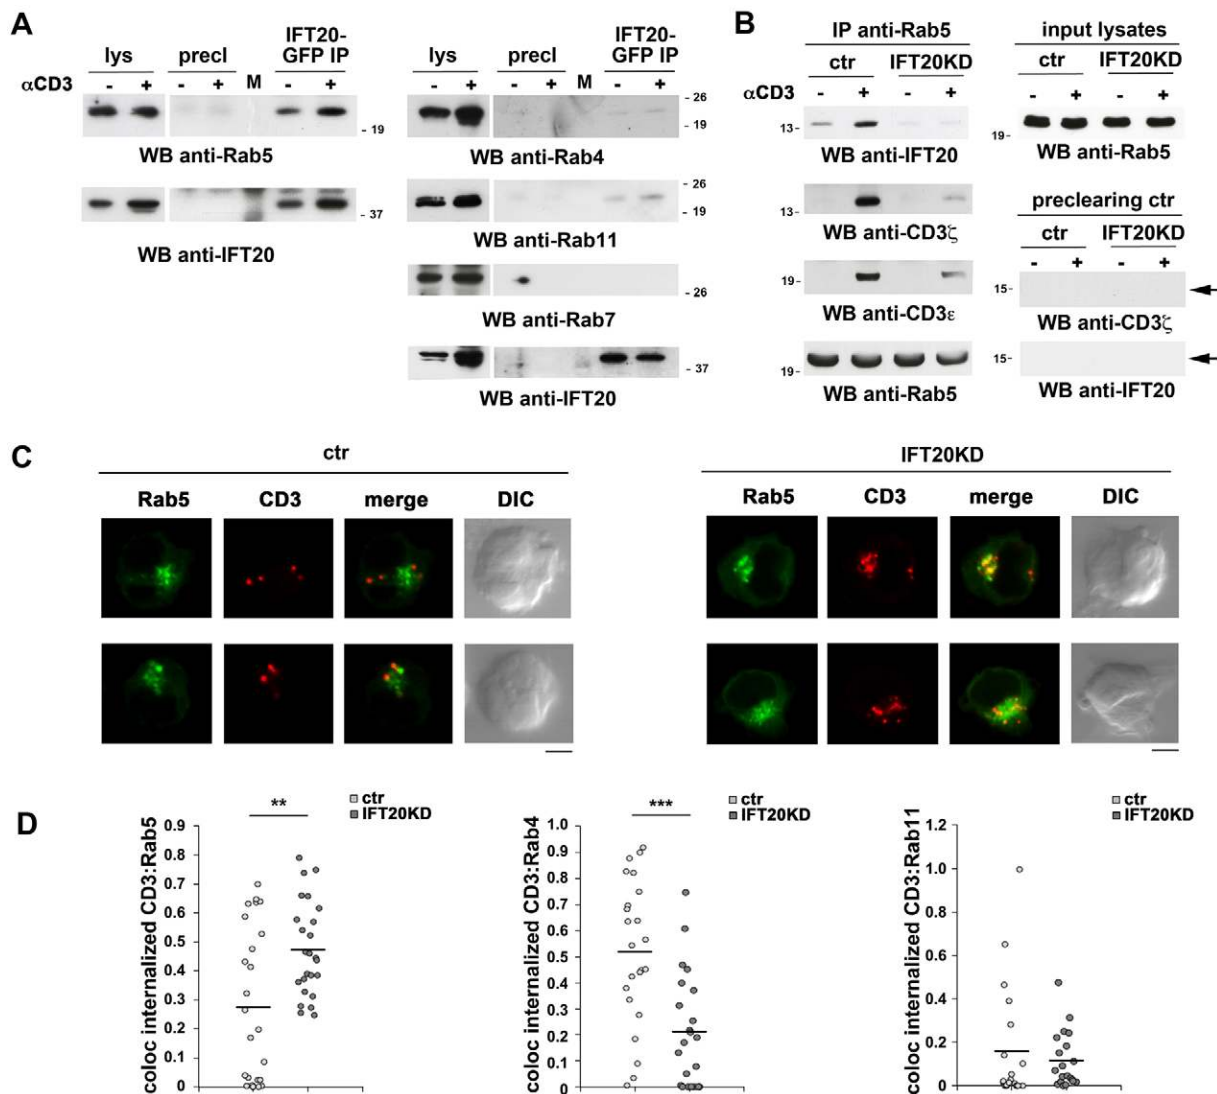 A
lys precl IFT20-GFP IP
αCD3 - + - + M - +
- 19
WB anti-Rab5
- 37
WB anti-IFT20
lys precl IFT20-GFP IP
- + - + M - +
- 26
- 19
WB anti-Rab4
- 26
- 19
WB anti-Rab11
- 26
WB anti-Rab7
- 37
WB anti-IFT20
B
IP anti-Rab5
ctr IFT20KD
αCD3 - + - +
13-
WB anti-IFT20
13-
WB anti-CD3ζ
19-
WB anti-CD3ε
19-
WB anti-Rab5
input lysates
ctr IFT20KD
- + - +
19-
WB anti-Rab5
preclearing ctr
ctr IFT20KD
- + - +
15-
WB anti-CD3ζ
15-
WB anti-IFT20
C
ctr
Rab5 CD3 merge DIC
IFT20KD
Rab5 CD3 merge DIC
D
coloc internalized CD3:Rab5
0.9
0.8
0.7
0.6
0.5
0.4
0.3
0.2
0.1
0
**
ctr
IFT20KD
coloc internalized CD3:Rab4
1.0
0.9
0.8
0.7
0.6
0.5
0.4
0.3
0.2
0.1
0
***
ctr
IFT20KD
coloc internalized CD3:Rab11
1.2
1.0
0.8
0.6
0.4
0.2
0
ctr
IFT20KD